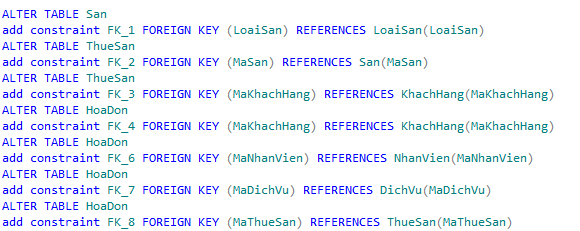 ALTER TABLE San
add constraint FK_1 FOREIGN KEY (LoaiSan) REFERENCES LoaiSan(LoaiSan)
ALTER TABLE ThueSan
add constraint FK_2 FOREIGN KEY (MaSan) REFERENCES San(MaSan)
ALTER TABLE ThueSan
add constraint FK_3 FOREIGN KEY (MaKhachHang) REFERENCES KhachHang(MaKhachHang)
ALTER TABLE HoaDon
add constraint FK_4 FOREIGN KEY (MaKhachHang) REFERENCES KhachHang(MaKhachHang)
ALTER TABLE HoaDon
add constraint FK_6 FOREIGN KEY (MaNhanVien) REFERENCES NhanVien(MaNhanVien)
ALTER TABLE HoaDon
add constraint FK_7 FOREIGN KEY (MaDichVu) REFERENCES DichVu(MaDichVu)
ALTER TABLE HoaDon
add constraint FK_8 FOREIGN KEY (MaThueSan) REFERENCES ThueSan(MaThueSan)